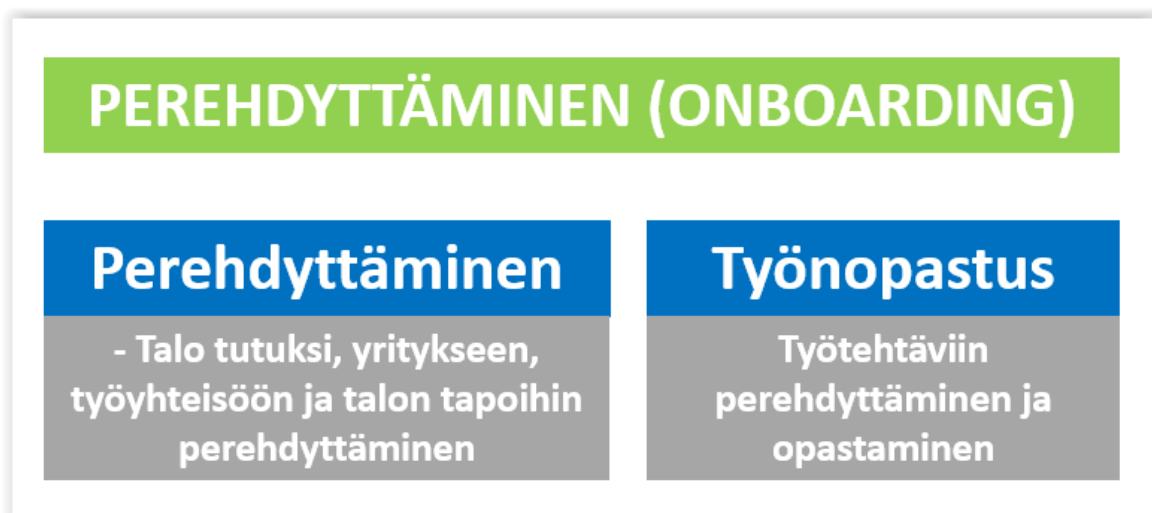 PEREHDYTTÄMINEN (ONBOARDING)
Perehdyttäminen
- Talo tutuksi, yritykseen,
työyhteisöön ja talon tapoihin
perehdyttäminen
Työnopastus
Työtehtäviin
perehdyttäminen ja
opastaminen